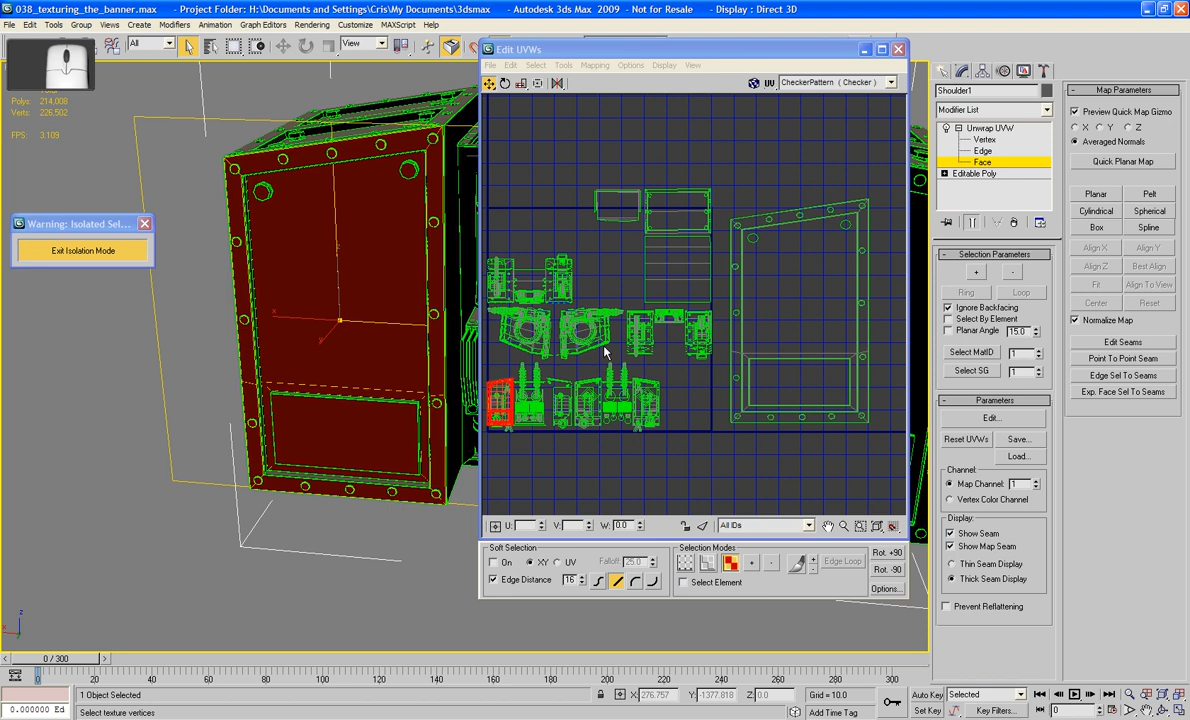 038_texturing_the_banner.max    - Project Folder: H:\Documents and Settings\Cris\My Documents\3dsmax    - Autodesk 3ds Max  2009  - Not for Resale    - Display : Direct 3D
File Edit Tools Group Views Create Modifiers Animation Graph Editors Rendering Customize MAXScript Help
All
View
Polys: 214,008
Verts: 226,502
FPS: 3.109
Warning: Isolated Sel...
Exit Isolation Mode
Edit UVWs
File Edit Select Tools Mapping Options Display View
UV CheckerPattern ( Checker )
U: V: W: 0.0 All IDs
Soft Selection
On XY UV Falloff: 25.0
Edge Distance 16
Selection Modes
Edge Loop
Select Element
Rot. +90
Rot. -90
Options...
Shoulder1
Modifier List
Unwrap UVW
Vertex
Edge
Face
Editable Poly
Selection Parameters
+ -
Ring Loop
Ignore Backfacing
Select By Element
Planar Angle 15.0
Select MatID 1
Select SG 1
Parameters
Edit...
Reset UVWs Save...
Load...
Channel:
Map Channel: 1
Vertex Color Channel
Display:
Show Seam
Show Map Seam
Thin Seam Display
Thick Seam Display
Prevent Reflattening
Map Parameters
Preview Quick Map Gizmo
X Y Z
Averaged Normals
Quick Planar Map
Planar Pelt
Cylindrical Spherical
Box Spline
Align X Align Y
Align Z Best Align
Fit Align To View
Center Reset
Normalize Map
Edit Seams
Point To Point Seam
Edge Sel To Seams
Exp. Face Sel To Seams
0 / 300
0 20 40 60 80 100 120 140 160 180 200 220 240 260 280 300
1 Object Selected X: 276.757 Y: -1377.818 Z: 0.0 Grid = 10.0 Auto Key Selected
0.000000 Ed Select texture vertices Add Time Tag Set Key Key Filters... 0